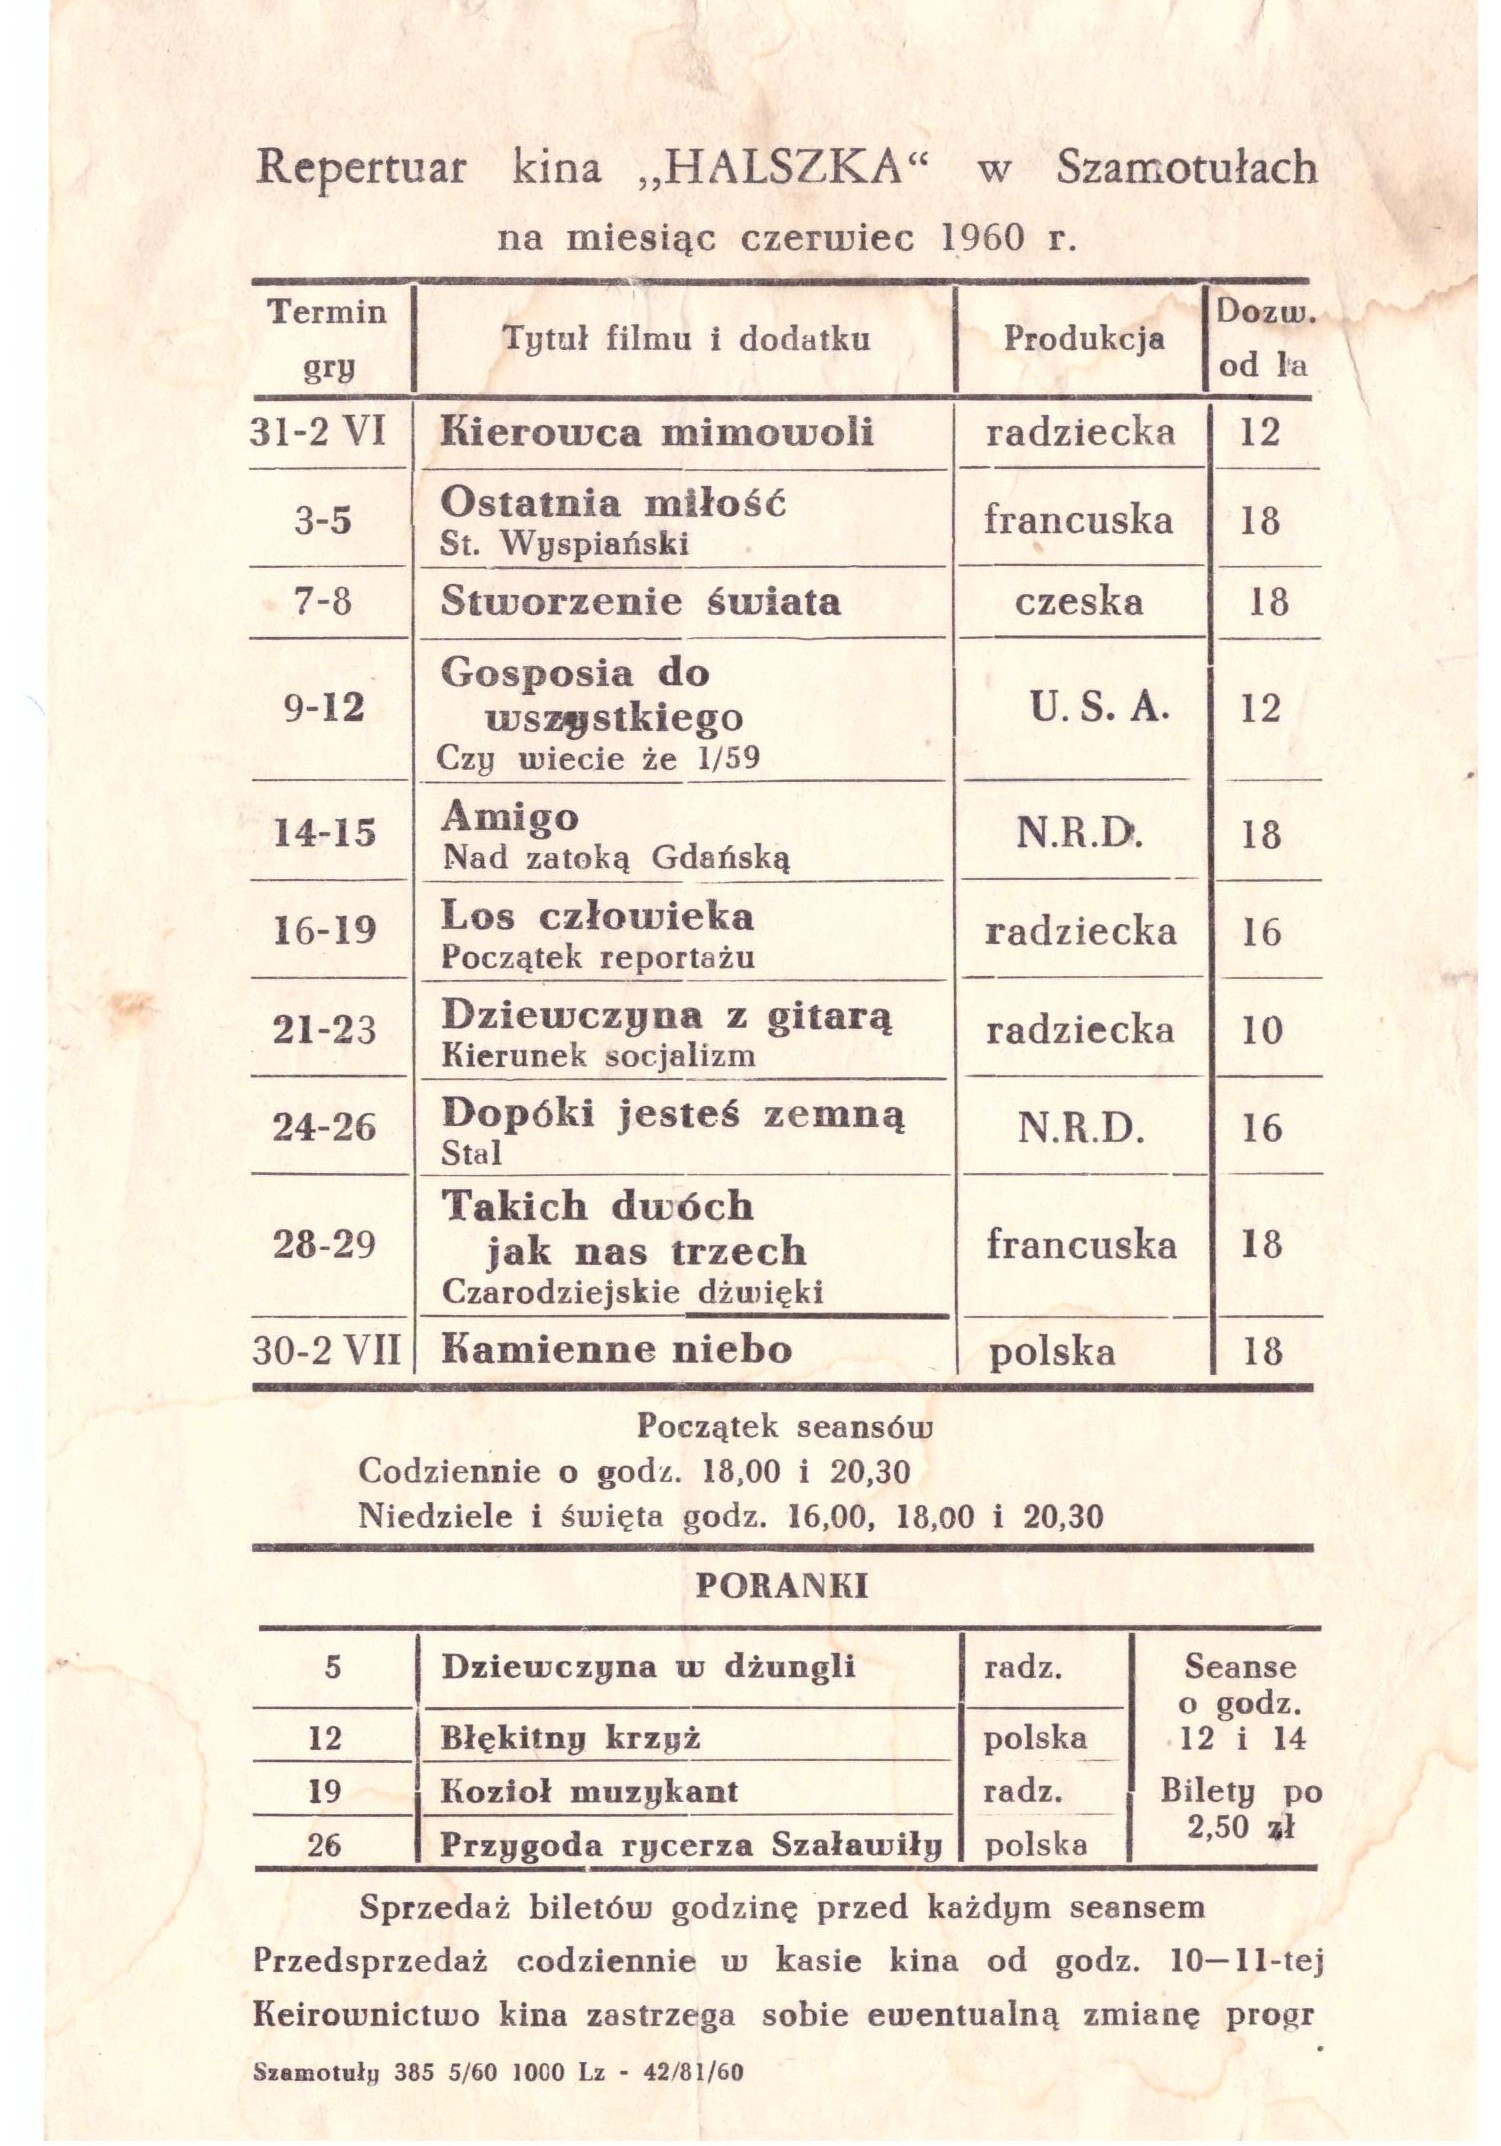 Repertuar kina „HALSZKA“ w Szamotułach
na miesiąc czerwiec 1960 r.
Termin gry Tytuł filmu i dodatku Produkcja Dozw. od la
31-2 VI Kierowca mimowoli radziecka 12
3-5 Ostatnia miłość francuska 18
St. Wyspiański
7-8 Stworzenie świata czeska 18
9-12 Gosposia do wszystkiego U. S. A. 12
Czy wiecie że 1/59
14-15 Amigo N.R.D. 18
Nad zatoką Gdańską
16-19 Los człowieka radziecka 16
Początek reportażu
21-23 Dziewczyna z gitarą radziecka 10
Kierunek socjalizm
24-26 Dopóki jesteś zemną N.R.D. 16
Stal
28-29 Takich dwóch jak nas trzech francuska 18
Czarodziejskie dżwięki
30-2 VII Kamienne niebo polska 18
Początek seansów
Codziennie o godz. 18,00 i 20,30
Niedziele i święta godz. 16,00, 18,00 i 20,30
PORANKI
5 Dziewczyna w dżungli radz.
12 Błękitny krzyż polska
19 Kozioł muzykant radz.
26 Przygoda rycerza Szaławiły polska
Seanse
o godz.
12 i 14
Bilety po
2,50 zł
Sprzedaż biletów godzinę przed każdym seansem
Przedsprzedaż codziennie w kasie kina od godz. 10—11-tej
Keirownictwo kina zastrzega sobie ewentualną zmianę progr.
Szamotuły 385 5/60 1000 Lz - 42/81/60